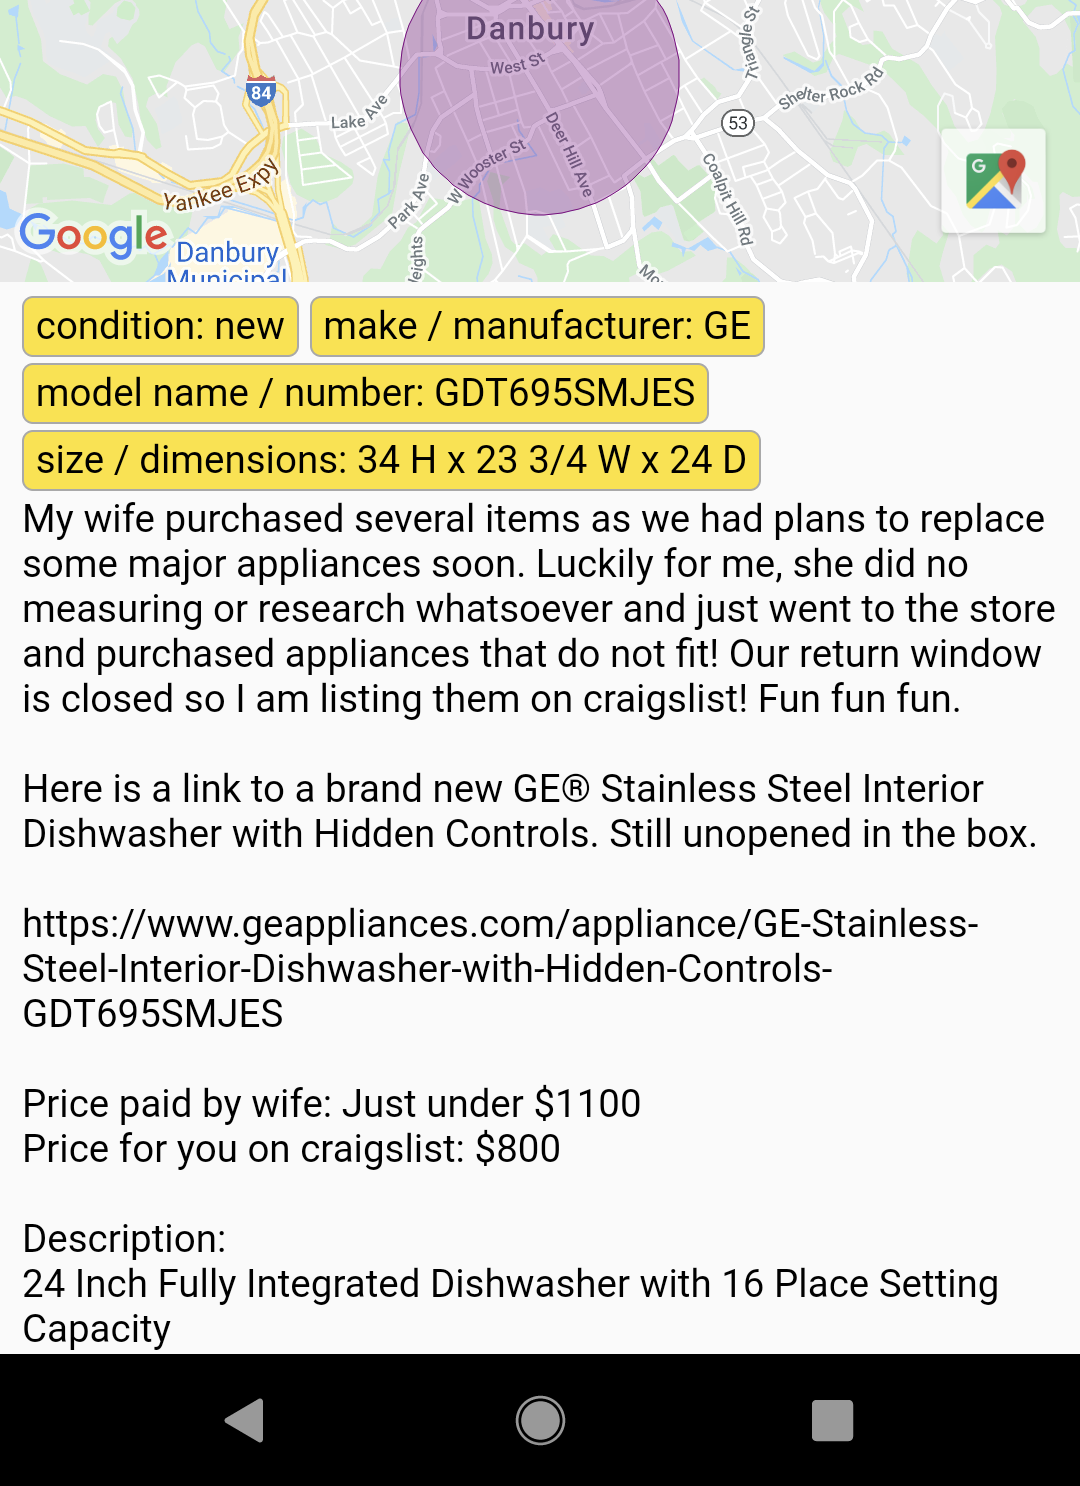 Danbury
West St
Triangle St
84
Lake Ave
Shelter Rock Rd
53
Deer Hill Ave
W Wooster St
Coalpit Hill Rd
Yankee Expy
Park Ave
G
Google
Danbury
Municipal
condition: new
make / manufacturer: GE
model name / number: GDT695SMJES
size / dimensions: 34 H x 23 3/4 W x 24 D
My wife purchased several items as we had plans to replace
some major appliances soon. Luckily for me, she did no
measuring or research whatsoever and just went to the store
and purchased appliances that do not fit! Our return window
is closed so I am listing them on craigslist! Fun fun fun.
Here is a link to a brand new GE® Stainless Steel Interior
Dishwasher with Hidden Controls. Still unopened in the box.
https://www.geappliances.com/appliance/GE-Stainless-
Steel-Interior-Dishwasher-with-Hidden-Controls-
GDT695SMJES
Price paid by wife: Just under $1100
Price for you on craigslist: $800
Description:
24 Inch Fully Integrated Dishwasher with 16 Place Setting
Capacity